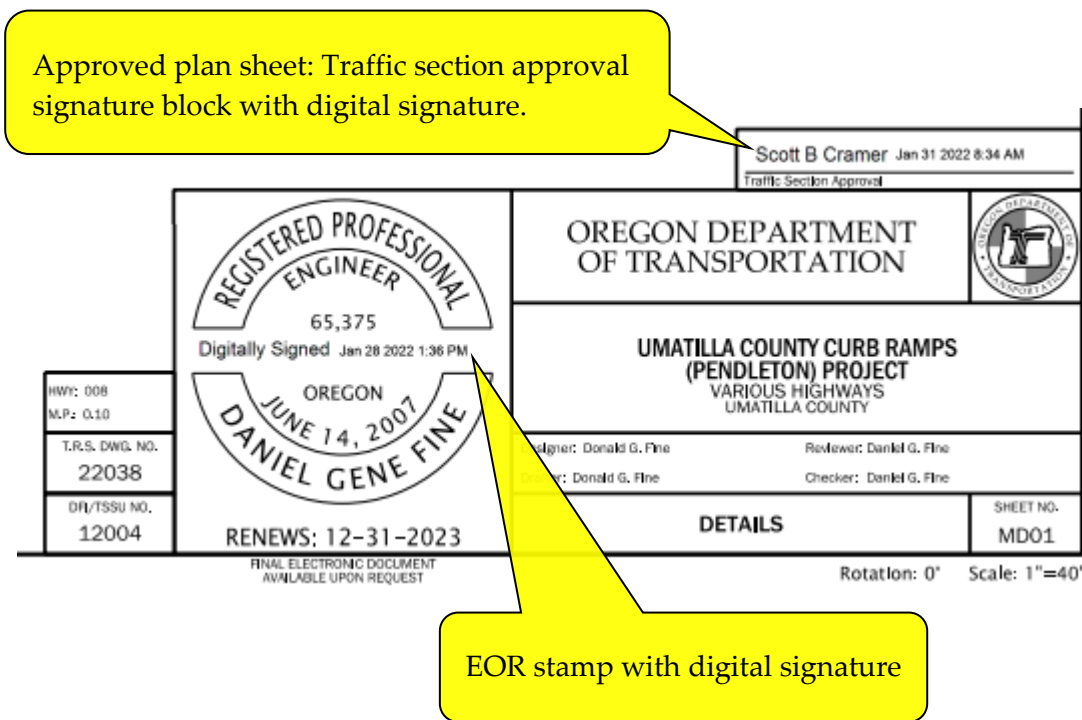 Approved plan sheet: Traffic section approval
signature block with digital signature.
Scott B Cramer Jan 31 2022 8:34 AM
Traffic Section Approval
REGISTERED PROFESSIONAL
ENGINEER
65,375
Digitally Signed Jan 28 2022 1:36 PM
OREGON
JUNE 14, 2007
DANIEL GENE FINE
RENEWS: 12-31-2023
FINAL ELECTRONIC DOCUMENT
AVAILABLE UPON REQUEST
HWY: 008
M.P.: 0.10
T.R.S. DWG. NO.
22038
DFI/TSSU NO.
12004
OREGON DEPARTMENT
OF TRANSPORTATION
OREGON DEPARTMENT OF
TRANSPORTATION
UMATILLA COUNTY CURB RAMPS
(PENDLETON) PROJECT
VARIOUS HIGHWAYS
UMATILLA COUNTY
Designer: Donald G. Fine
Reviewer: Daniel G. Fine
Donald G. Fine
Checker: Daniel G. Fine
DETAILS
SHEET NO.
MD01
Rotation: 0° Scale: 1"=40'
EOR stamp with digital signature